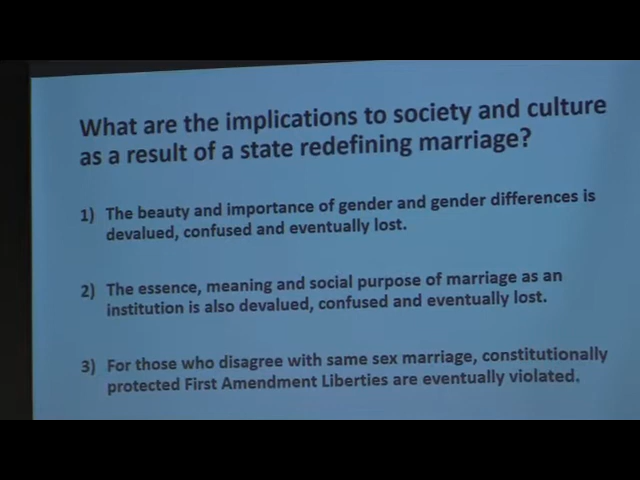 What are the implications to society and culture
as a result of a state redefining marriage?
1) The beauty and importance of gender and gender differences is
devalued, confused and eventually lost.
2) The essence, meaning and social purpose of marriage as an
institution is also devalued, confused and eventually lost.
3) For those who disagree with same sex marriage, constitutionally
protected First Amendment Liberties are eventually violated.